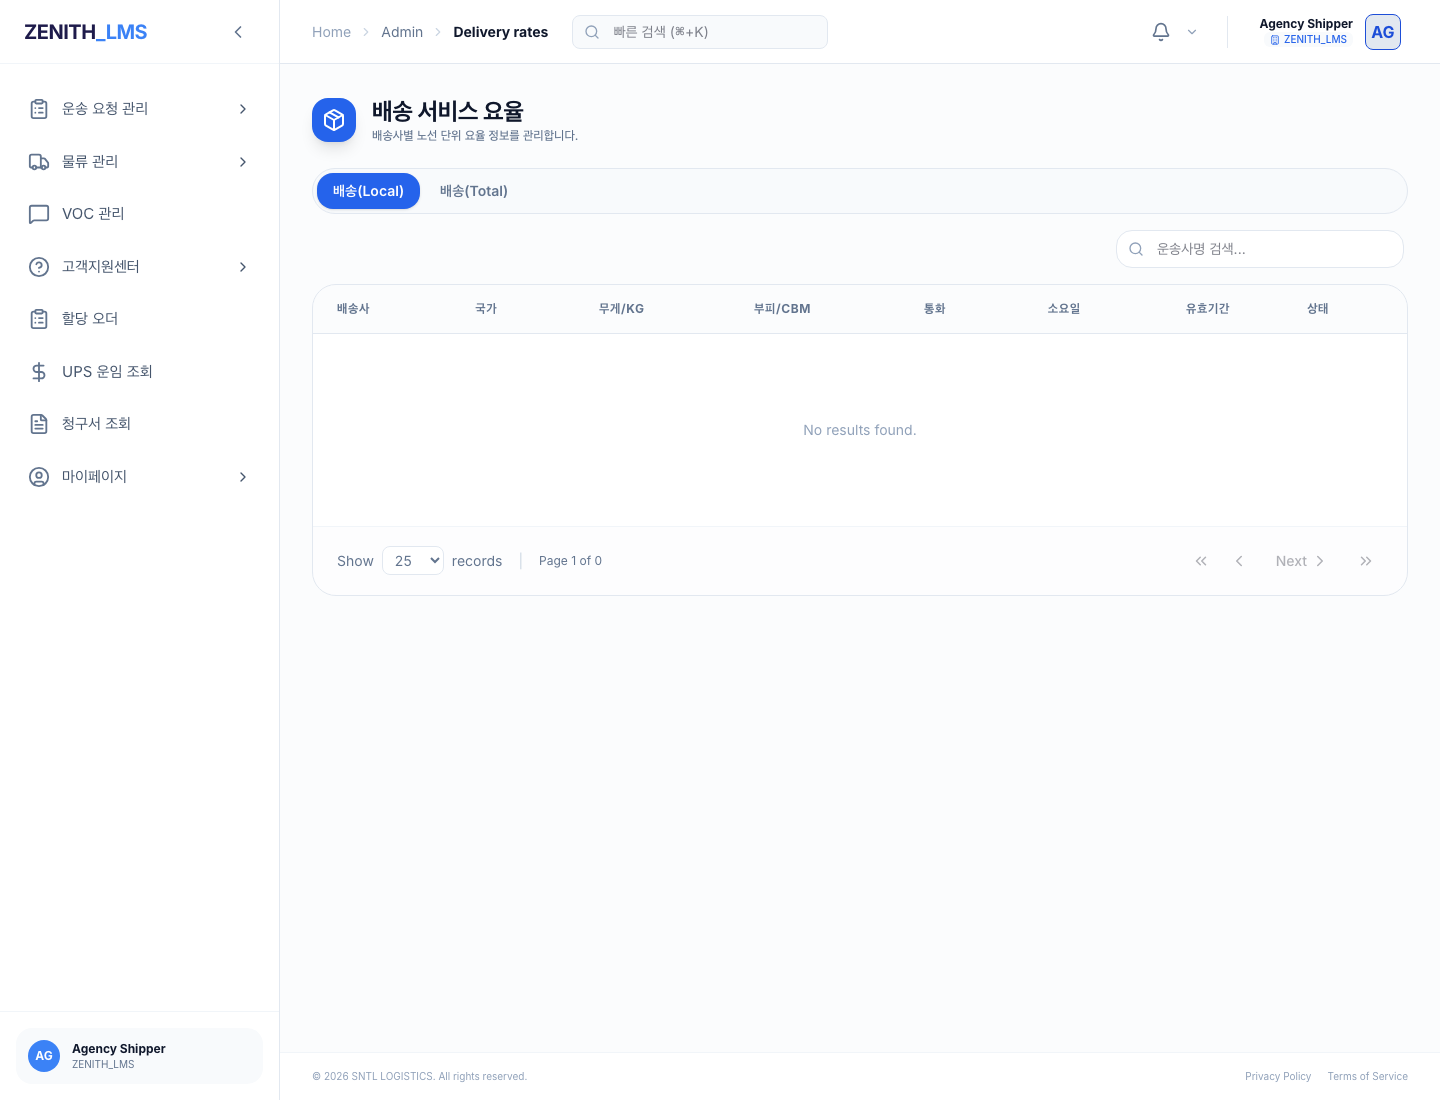 ZENITH_LMS
운송 요청 관리
물류 관리
VOC 관리
고객지원센터
할당 오더
UPS 운임 조회
청구서 조회
마이페이지
AG
Agency Shipper
ZENITH_LMS
Home
Admin
Delivery rates
빠른 검색 (⌘+K)
Agency Shipper
ZENITH_LMS
AG
배송 서비스 요율
배송사별 노선 단위 요율 정보를 관리합니다.
배송(Local)
배송(Total)
운송사명 검색...
배송사 국가 무게/KG 부피/CBM 통화 소요일 유효기간 상태
No results found.
Show 25 records | Page 1 of 0
Next
© 2026 SNTL LOGISTICS. All rights reserved.
Privacy Policy Terms of Service